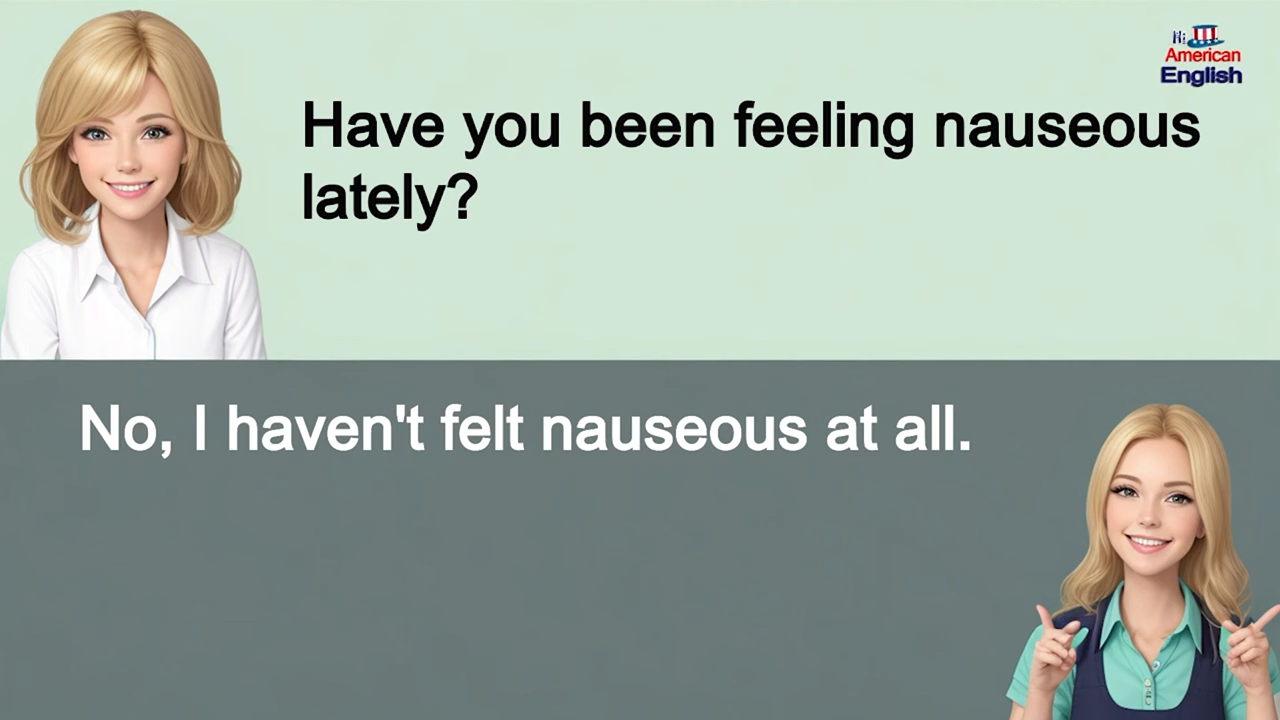 Hi
American
English
Have you been feeling nauseous
lately?
No, I haven't felt nauseous at all.